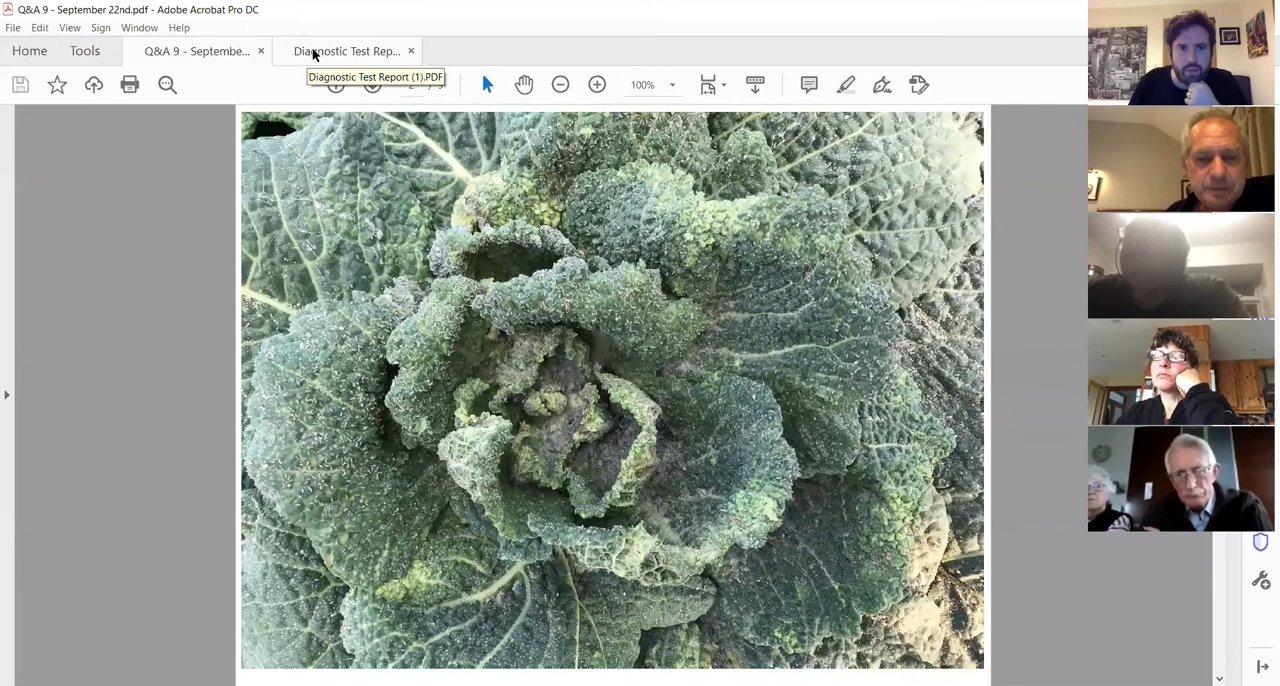 Q&A 9 - September 22nd.pdf - Adobe Acrobat Pro DC
File Edit View Sign Window Help
Home Tools Q&A 9 - Septembe... × Diagnostic Test Rep... ×
Diagnostic Test Report (1).PDF
100%